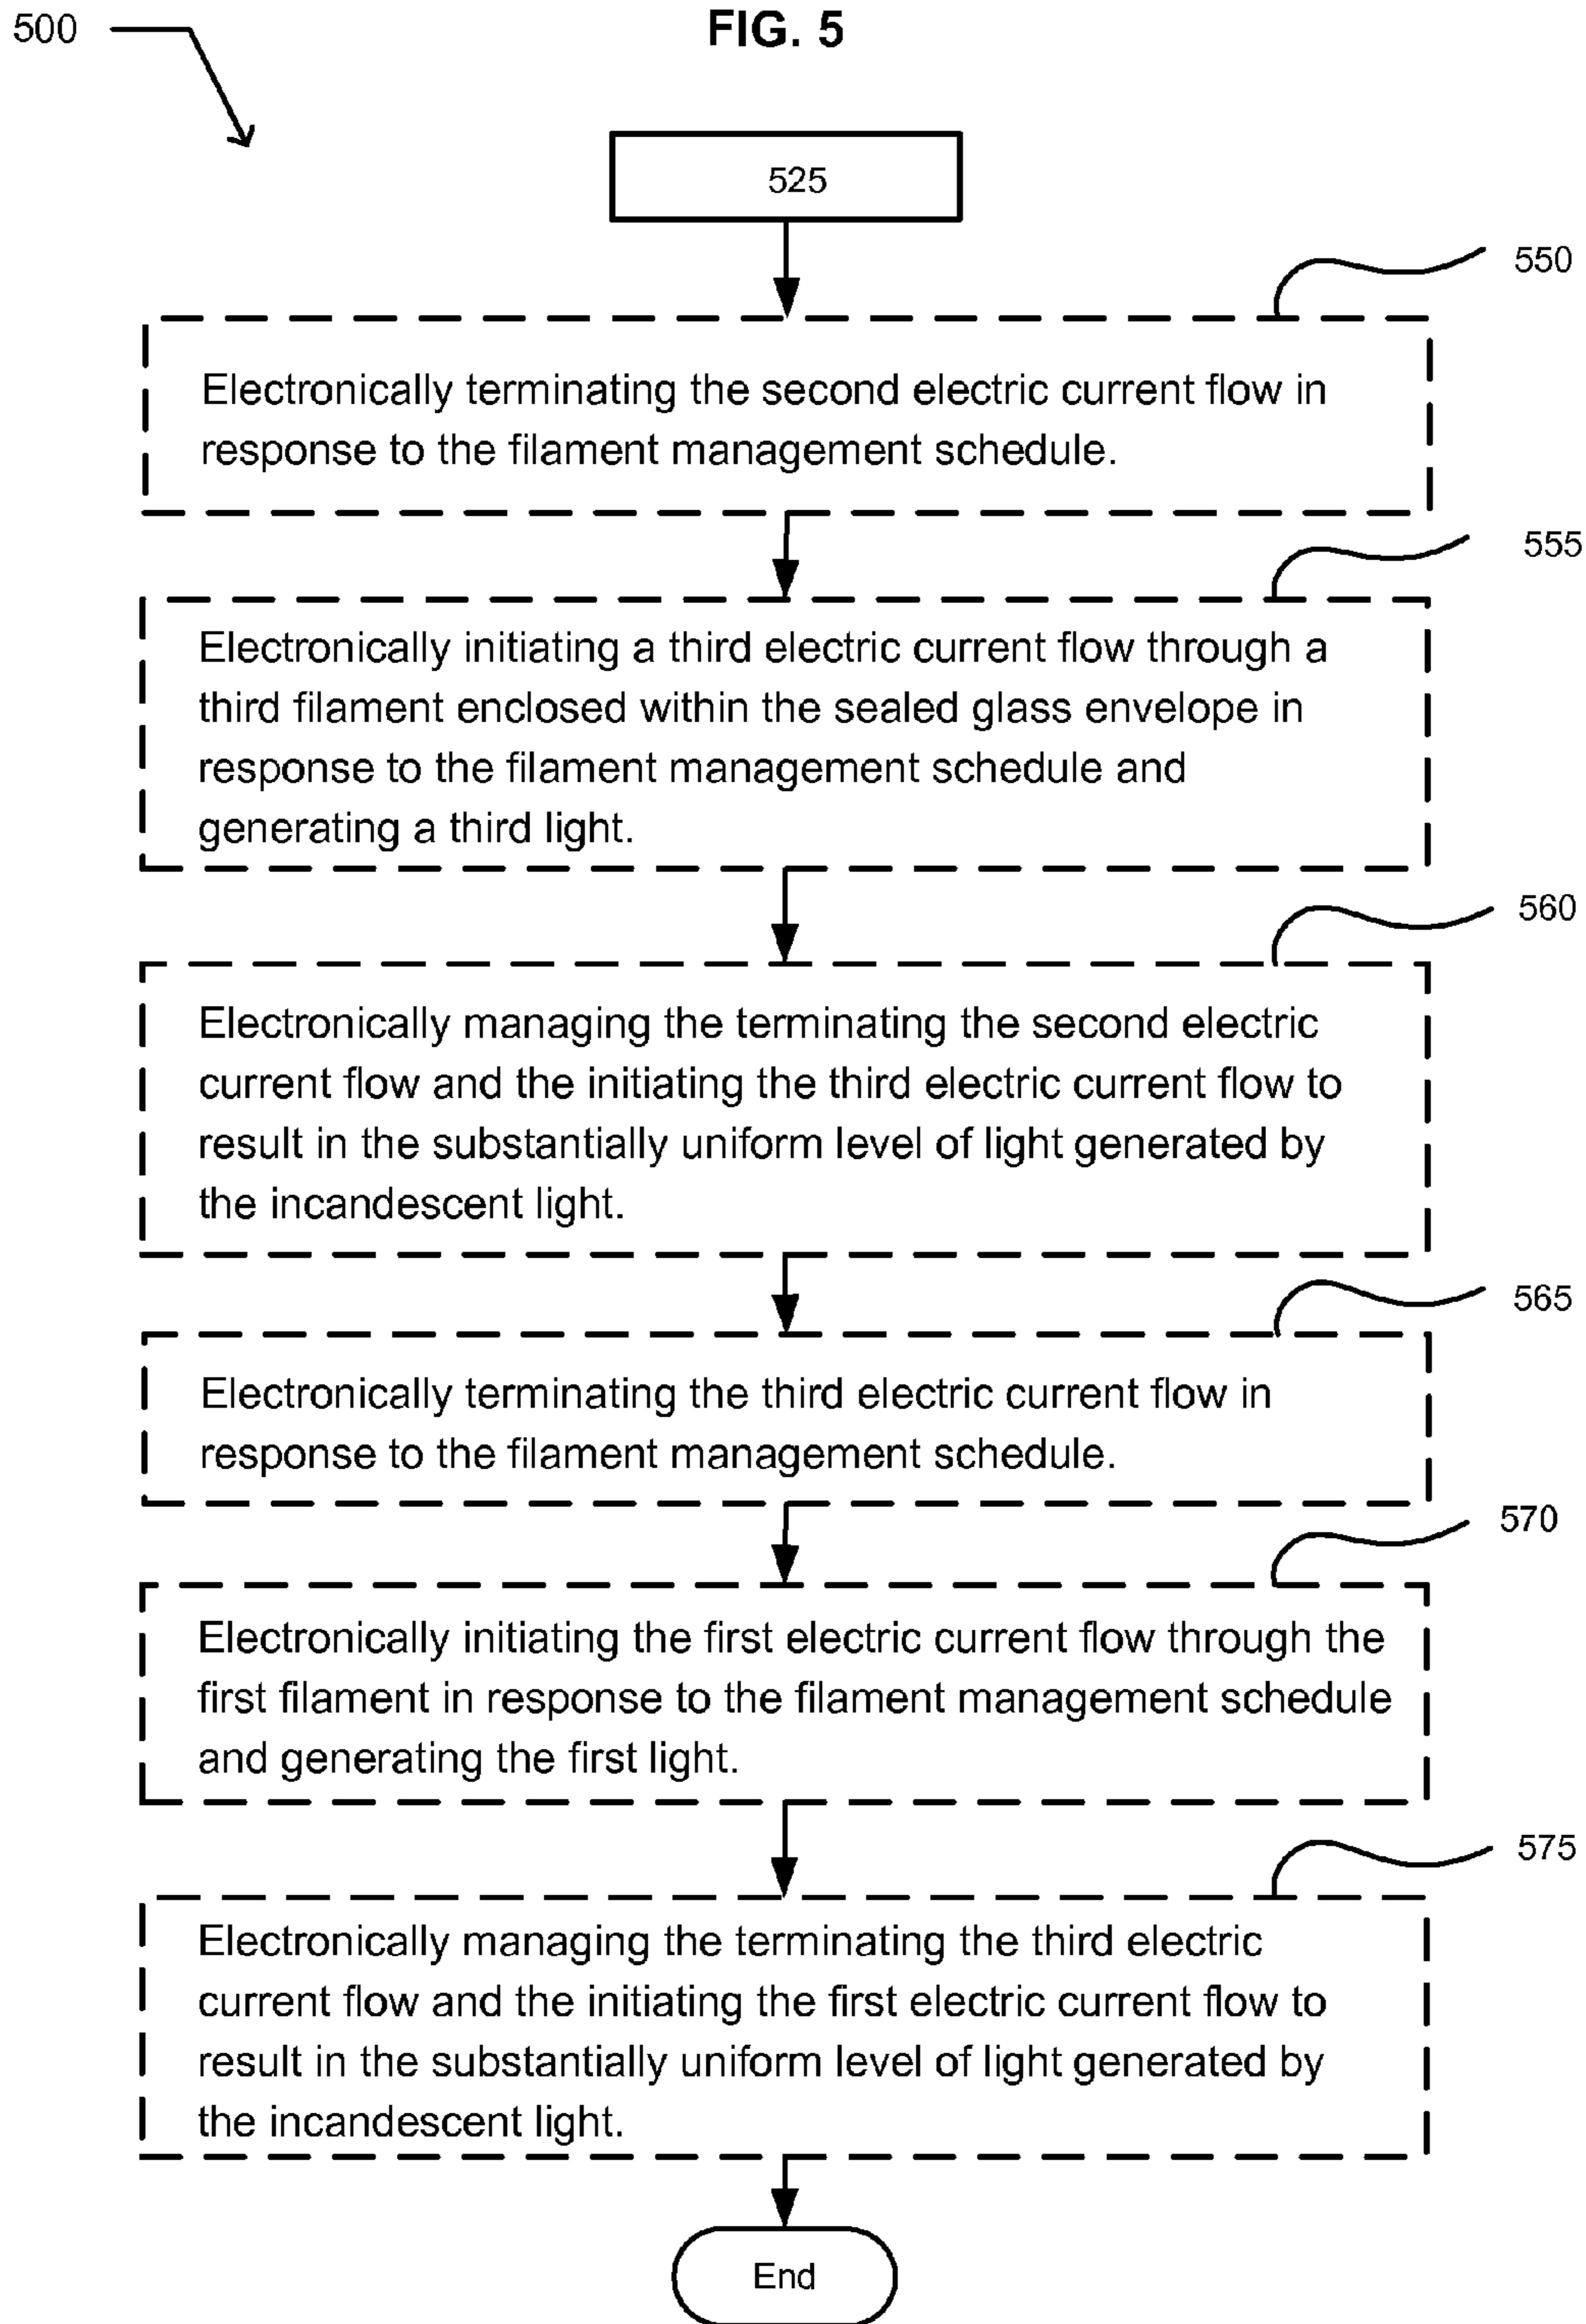 500
FIG. 5
525
550
Electronically terminating the second electric current flow in
response to the filament management schedule.
555
Electronically initiating a third electric current flow through a
third filament enclosed within the sealed glass envelope in
response to the filament management schedule and
generating a third light.
560
Electronically managing the terminating the second electric
current flow and the initiating the third electric current flow to
result in the substantially uniform level of light generated by
the incandescent light.
565
Electronically terminating the third electric current flow in
response to the filament management schedule.
570
Electronically initiating the first electric current flow through the
first filament in response to the filament management schedule
and generating the first light.
575
Electronically managing the terminating the third electric
current flow and the initiating the first electric current flow to
result in the substantially uniform level of light generated by
the incandescent light.
End